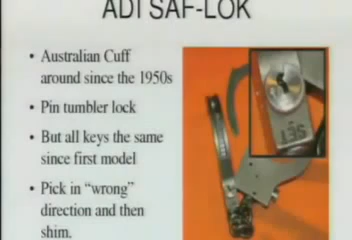 ADI SAF-LOK
• Australian Cuff
around since the 1950s
• Pin tumbler lock
• But all keys the same
since first model
• Pick in “wrong”
direction and then
shim.
SET